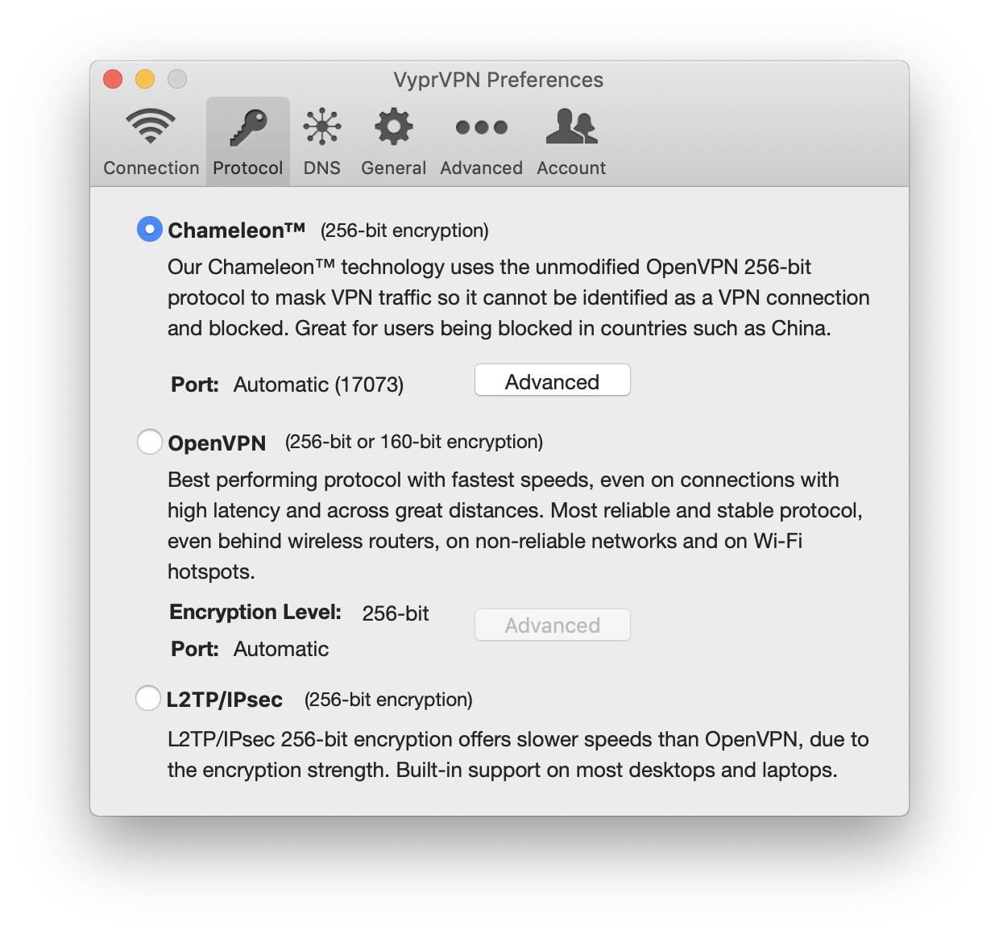 VyprVPN Preferences
Connection Protocol DNS General Advanced Account
Chameleon™ (256-bit encryption)
Our Chameleon™ technology uses the unmodified OpenVPN 256-bit
protocol to mask VPN traffic so it cannot be identified as a VPN connection
and blocked. Great for users being blocked in countries such as China.
Port: Automatic (17073) Advanced
OpenVPN (256-bit or 160-bit encryption)
Best performing protocol with fastest speeds, even on connections with
high latency and across great distances. Most reliable and stable protocol,
even behind wireless routers, on non-reliable networks and on Wi-Fi
hotspots.
Encryption Level: 256-bit Advanced
Port: Automatic
L2TP/IPsec (256-bit encryption)
L2TP/IPsec 256-bit encryption offers slower speeds than OpenVPN, due to
the encryption strength. Built-in support on most desktops and laptops.